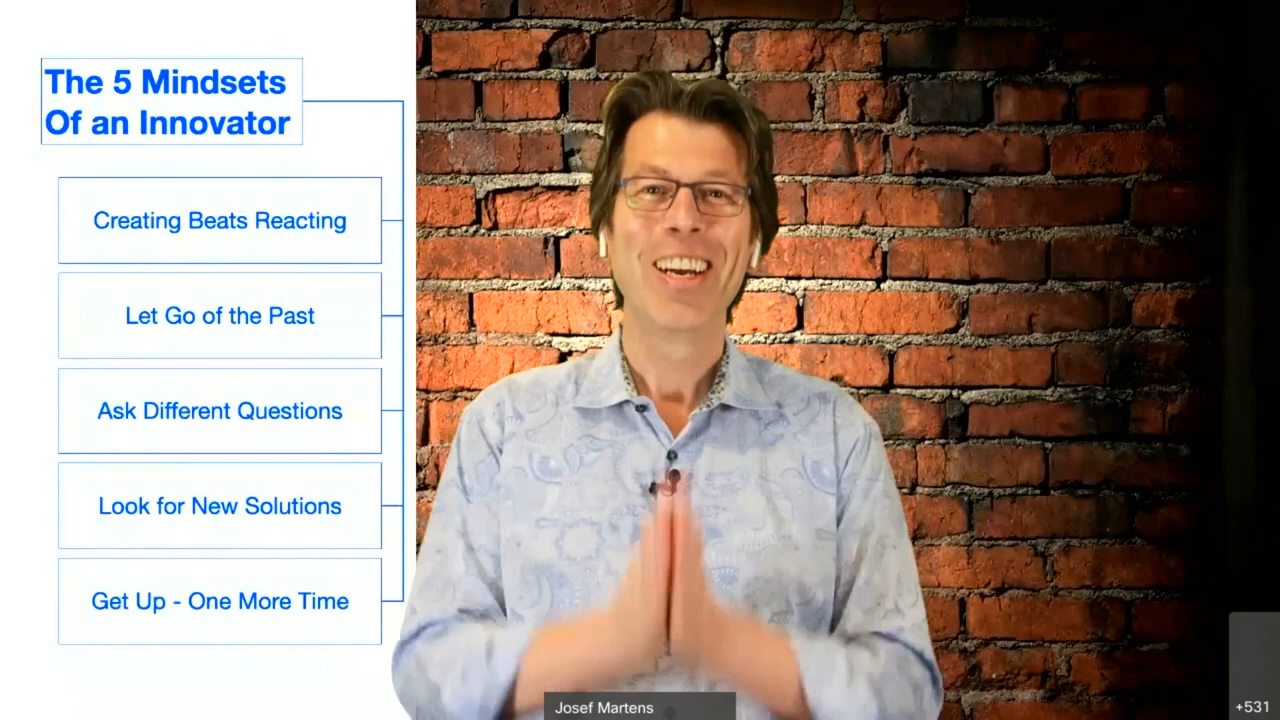 The 5 Mindsets
Of an Innovator
Creating Beats Reacting
Let Go of the Past
Ask Different Questions
Look for New Solutions
Get Up - One More Time
Josef Martens
+531